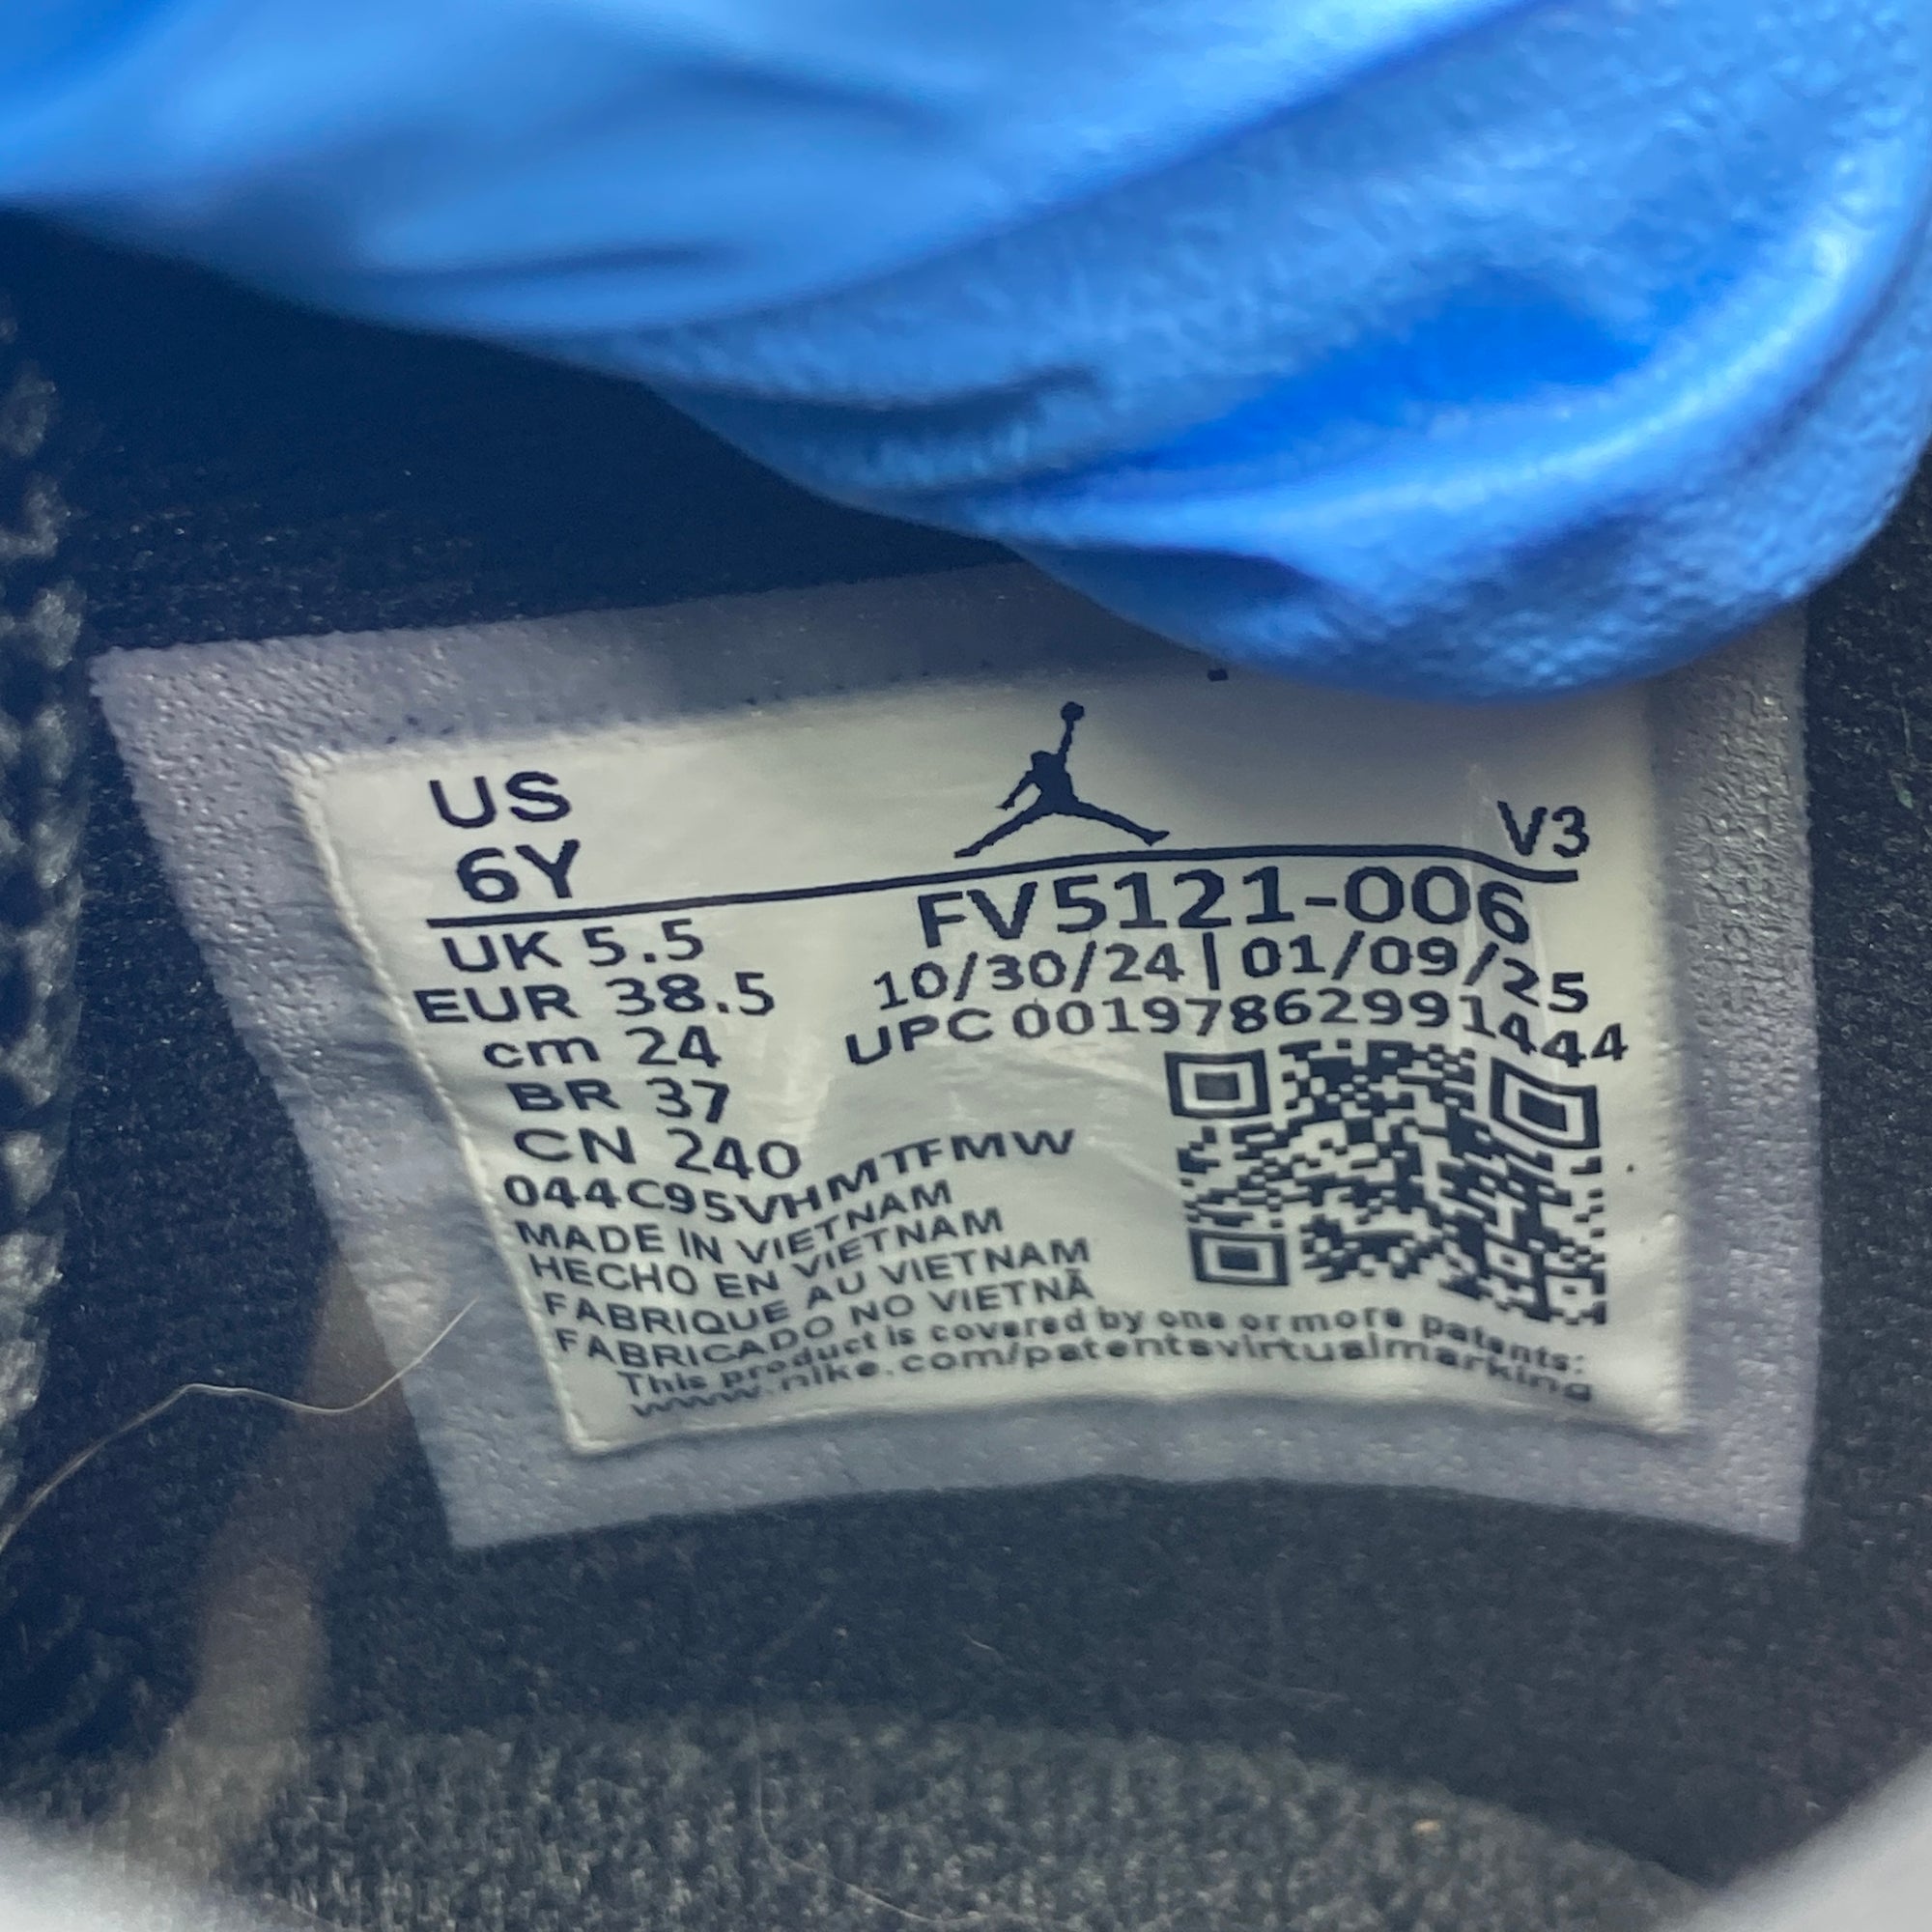 US
6Y
V3
UK 5.5
EUR 38.5
cm 24
BR 37
CN 240
FV5121-006
10/30/24 | 01/09/25
UPC 00197862991444
044C95VHMTFMW
MADE IN VIETNAM
HECHO EN VIETNAM
FABRIQUE AU VIETNAM
FABRICADO NO VIETNÃ
This product is covered by one or more patents:
www.nike.com/patentsvirtualmarking